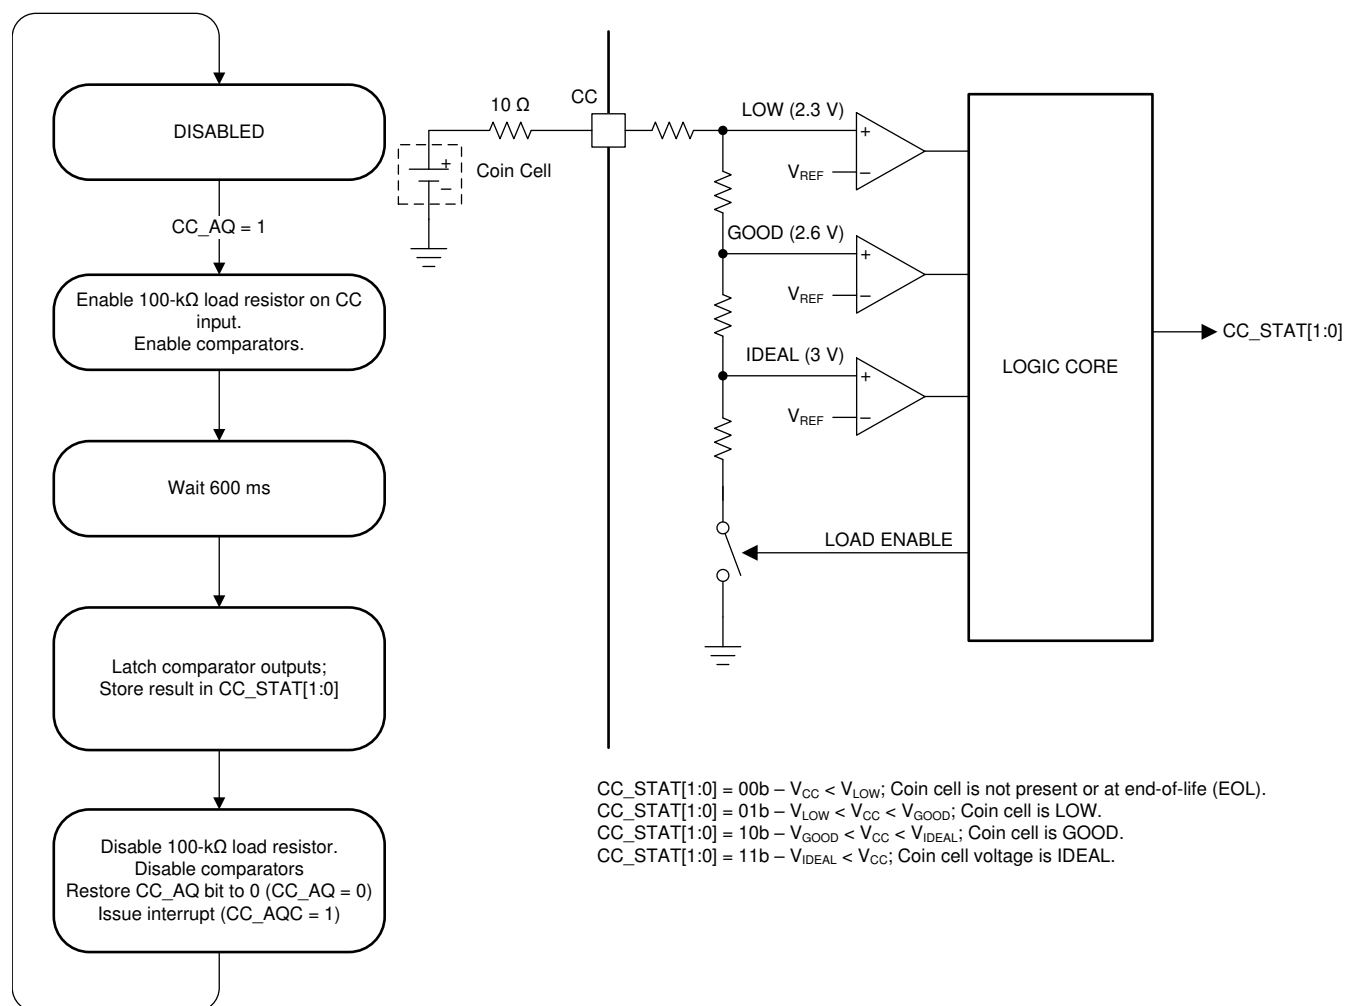 DISABLED
CC_AQ = 1
Enable 100-kΩ load resistor on CC
input.
Enable comparators.
Wait 600 ms
Latch comparator outputs;
Store result in CC_STAT[1:0]
Disable 100-kΩ load resistor.
Disable comparators
Restore CC_AQ bit to 0 (CC_AQ = 0)
Issue interrupt (CC_AQC = 1)
10 Ω
CC
+
−
Coin Cell
LOW (2.3 V)
+
VREF
−
GOOD (2.6 V)
+
VREF
−
IDEAL (3 V)
+
VREF
−
LOAD ENABLE
LOGIC CORE
CC_STAT[1:0]
CC_STAT[1:0] = 00b – VCC < VLOW; Coin cell is not present or at end-of-life (EOL).
CC_STAT[1:0] = 01b – VLOW < VCC < VGOOD; Coin cell is LOW.
CC_STAT[1:0] = 10b – VGOOD < VCC < VIDEAL; Coin cell is GOOD.
CC_STAT[1:0] = 11b – VIDEAL < VCC; Coin cell voltage is IDEAL.